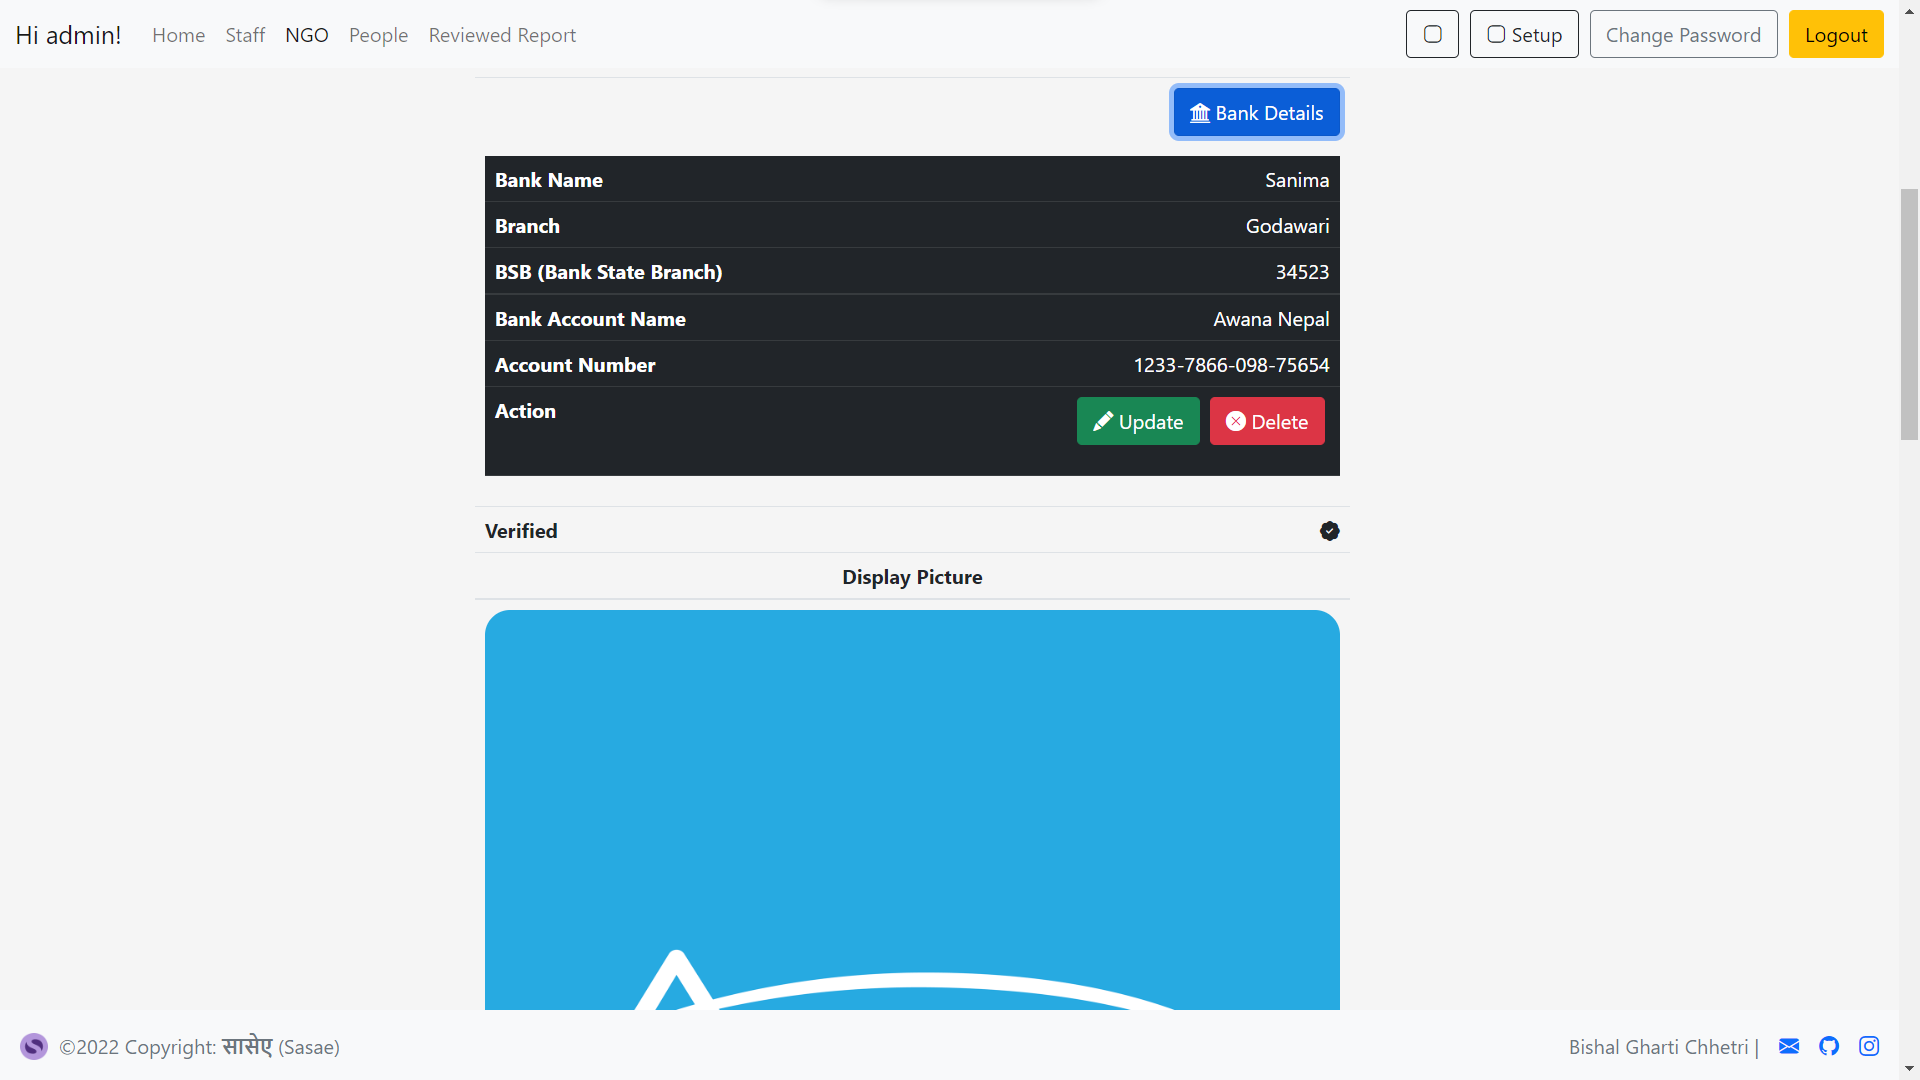 Hi admin! Home Staff NGO People Reviewed Report Setup Change Password Logout
Bank Details
Bank Name Sanima
Branch Godawari
BSB (Bank State Branch) 34523
Bank Account Name Awana Nepal
Account Number 1233-7866-098-75654
Action Update Delete
Verified
Display Picture
©2022 Copyright: सासेए (Sasae) Bishal Gharti Chhetri |